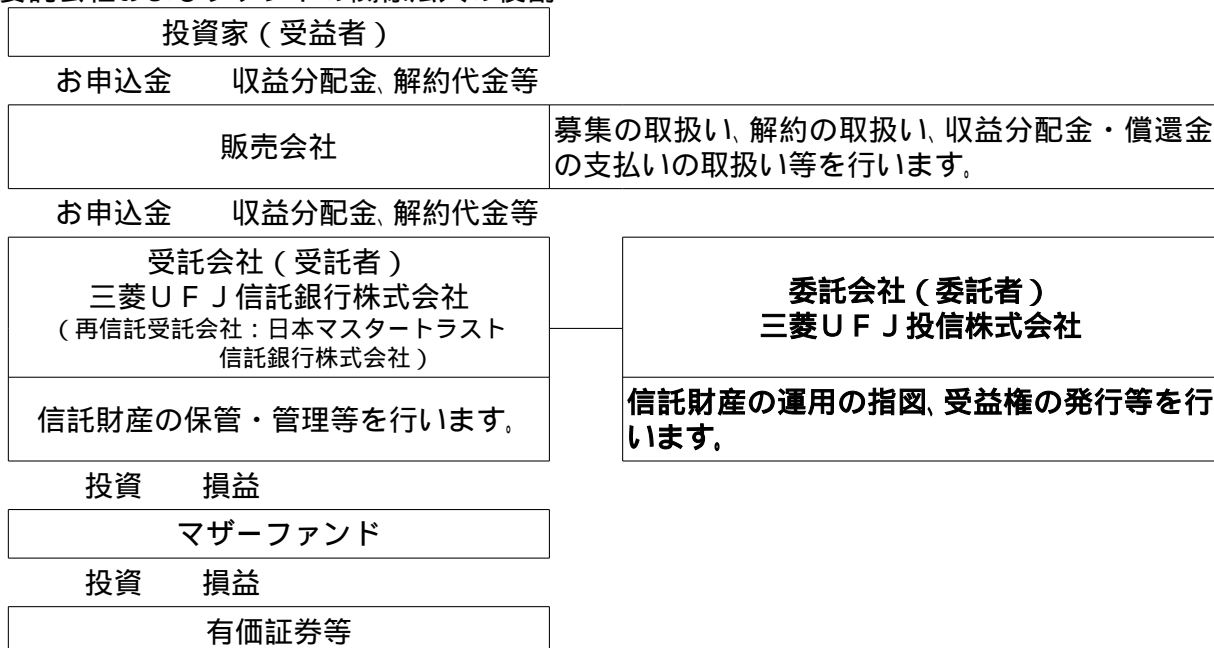 投資家（受益者）
お申込金　　収益分配金、解約代金等
販売会社
募集の取扱い、解約の取扱い、収益分配金・償還金
の支払いの取扱い等を行います。
お申込金　　収益分配金、解約代金等
受託会社（受託者）
三菱ＵＦＪ信託銀行株式会社
（再信託受託会社：日本マスタートラスト
信託銀行株式会社）
委託会社（委託者）
三菱ＵＦＪ投信株式会社
信託財産の保管・管理等を行います。
信託財産の運用の指図、受益権の発行等を行
います。
投資　　損益
マザーファンド
投資　　損益
有価証券等